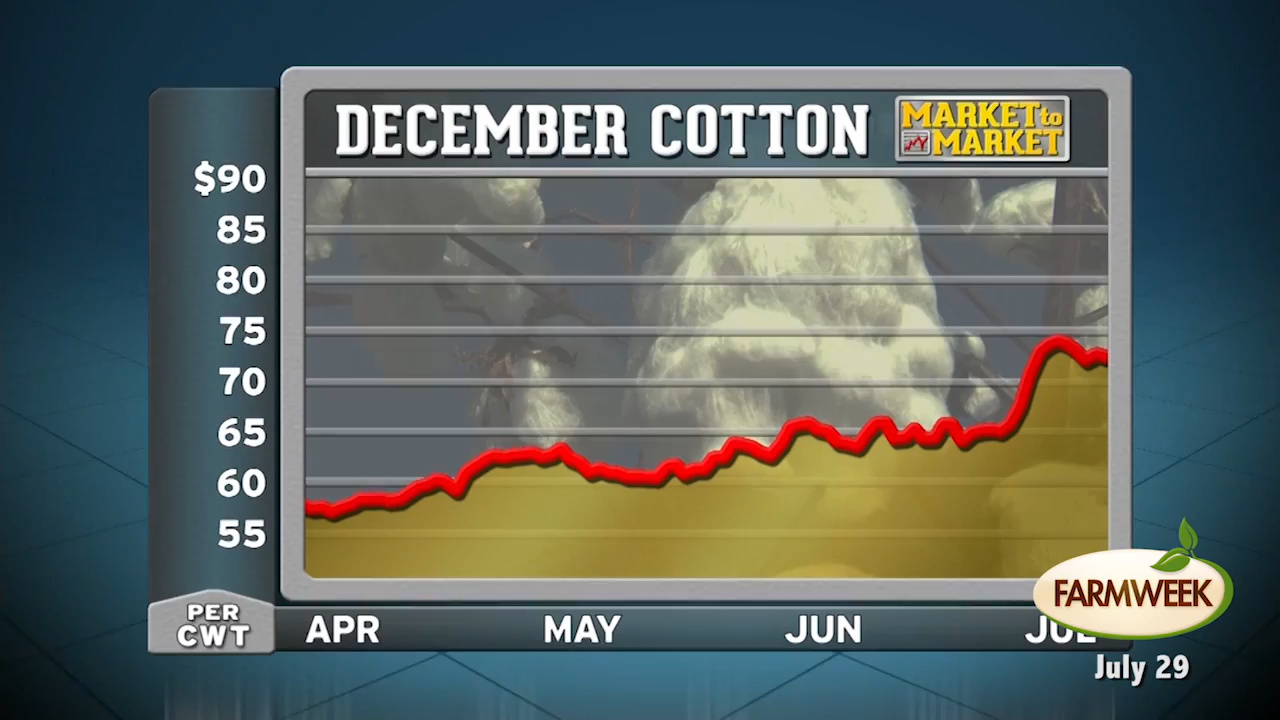 DECEMBER COTTON
MARKET to
MARKET
$90
85
80
75
70
65
60
55
PER
CWT
APR
MAY
JUN
JUL
FARMWEEK
July 29